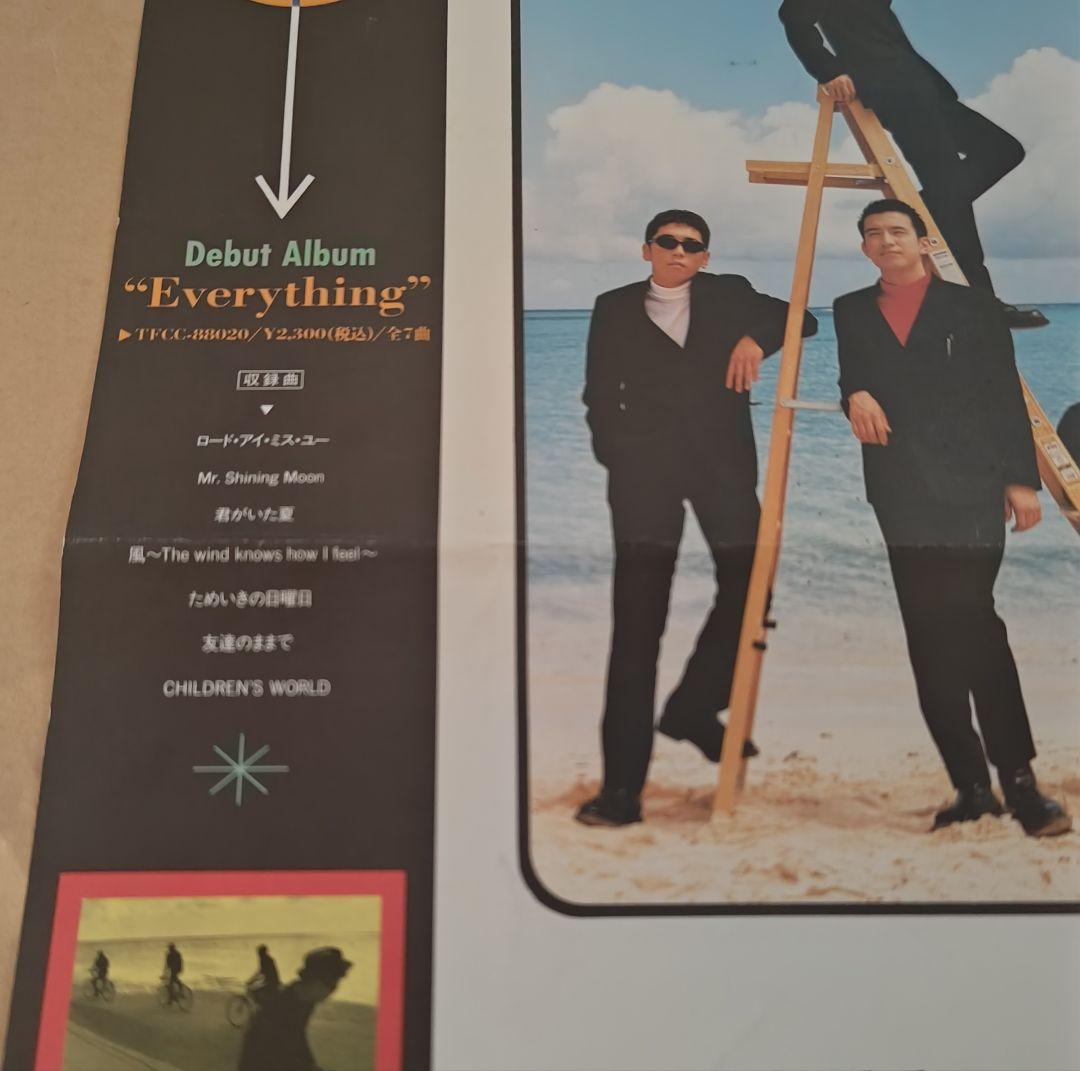 Debut Album
“Everything”
▶TFCC-88020/¥2,300(税込)/全7曲
収録曲
ロード・アイ・ミス・ユー
Mr. Shining Moon
君がいた夏
風〜The wind knows how I feel〜
ためいきの日曜日
友達のままで
CHILDREN'S WORLD